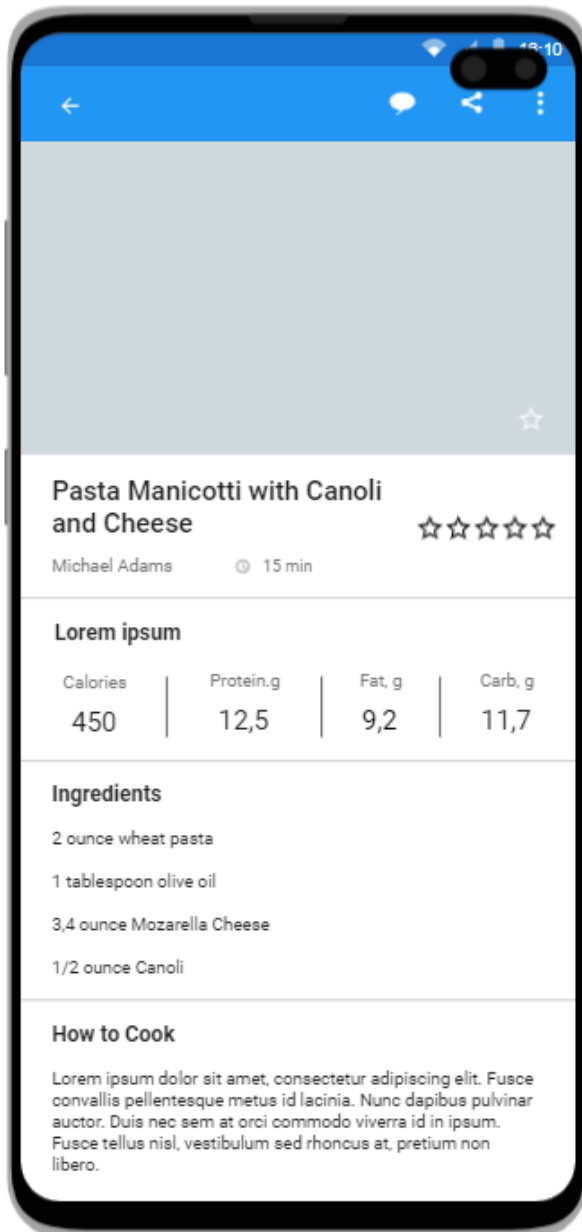 18:10
Pasta Manicotti with Canoli
and Cheese
Michael Adams 15 min
Lorem ipsum
Calories Protein.g Fat, g Carb, g
450 12,5 9,2 11,7
Ingredients
2 ounce wheat pasta
1 tablespoon olive oil
3,4 ounce Mozarella Cheese
1/2 ounce Canoli
How to Cook
Lorem ipsum dolor sit amet, consectetur adipiscing elit. Fusce
convallis pellentesque metus id lacinia. Nunc dapibus pulvinar
auctor. Duis nec sem at orci commodo viverra id in ipsum.
Fusce tellus nisl, vestibulum sed rhoncus at, pretium non
libero.